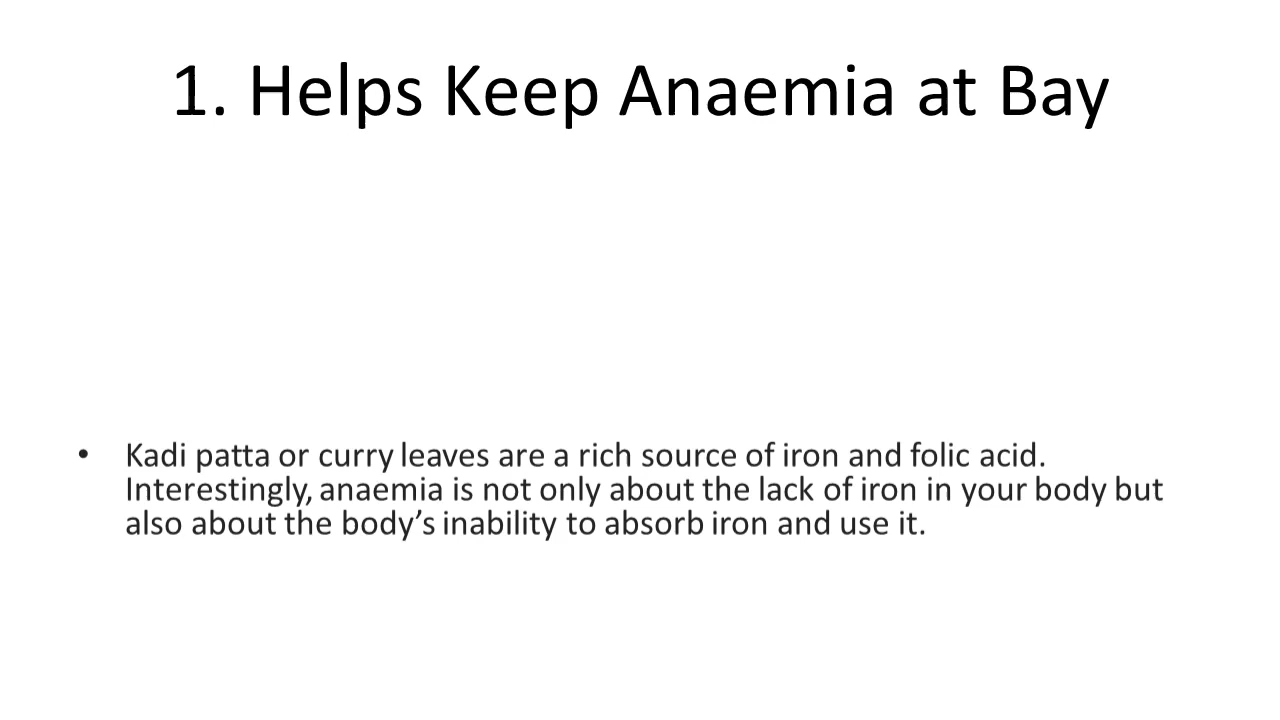 1. Helps Keep Anaemia at Bay
• Kadi patta or curry leaves are a rich source of iron and folic acid.
Interestingly, anaemia is not only about the lack of iron in your body but
also about the body’s inability to absorb iron and use it.